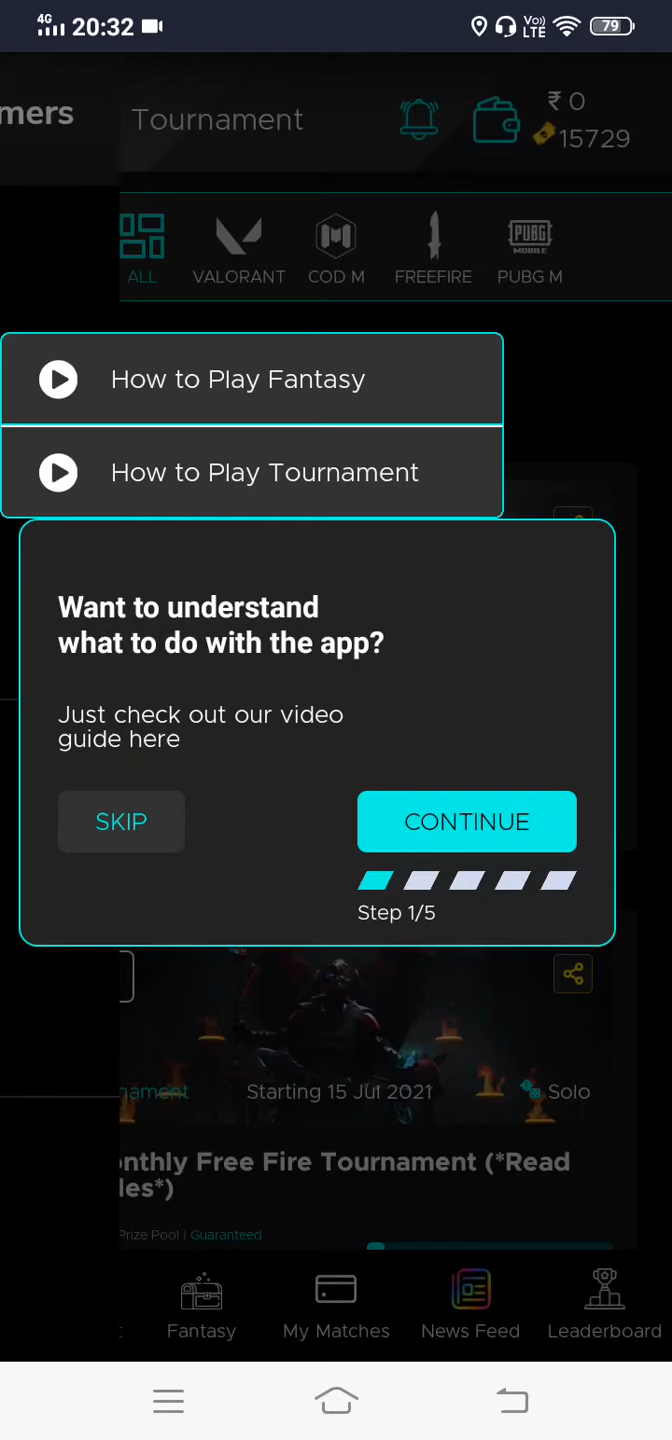 4G 20:32 Vo)) LTE 79
mers Tournament ₹ 0
15729
ALL VALORANT COD M FREEFIRE PUBG M
PUBG
MOBILE
How to Play Fantasy
How to Play Tournament
Want to understand
what to do with the app?
Just check out our video
guide here
SKIP CONTINUE
Step 1/5
nament Starting 15 Jul 2021 Solo
onthly Free Fire Tournament (*Read
les*)
Prize Pool | Guaranteed
t Fantasy My Matches News Feed Leaderboard